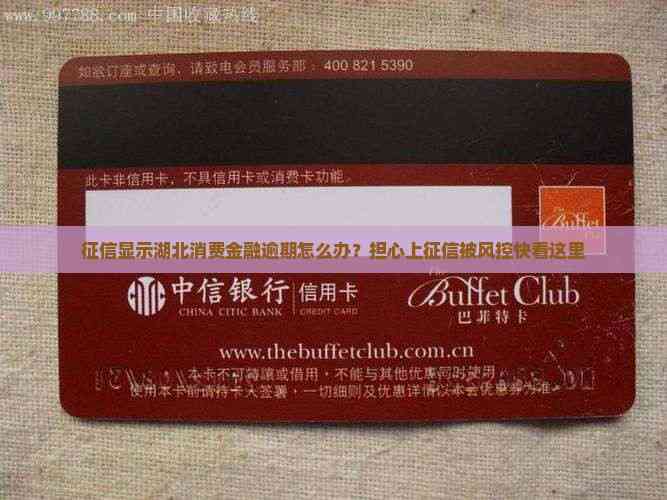 www.997788.com 中国收藏热线
如欲订座或查询，请致电会员服务部：400 821 5390
此卡非信用卡，不具信用卡或消费卡功能。
The
Buffet
征信显示湖北消费金融逾期怎么办？担心上征信被风控快看这里
中信银行 信用卡
CHINA CITIC BANK CREDIT CARD
The
Buffet Club
巴菲特卡
www.thebuffetclub.com.cn
本卡不可转让或借用，不能与其他优惠同时使用，
使用本卡前请持卡人签署，一切细则及优惠详情以本会优惠券为准。